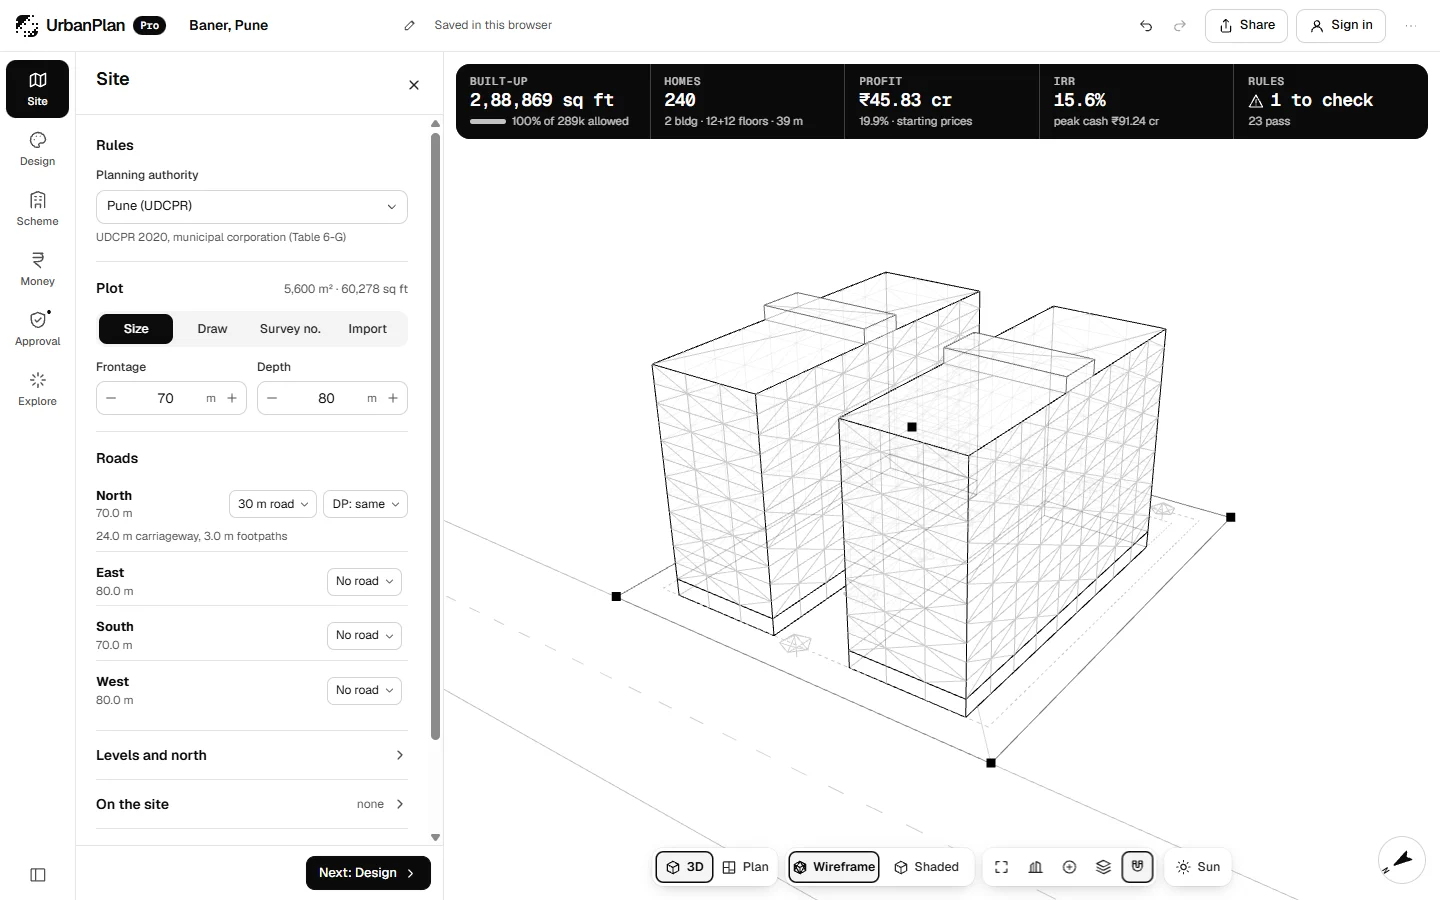 UrbanPlan Pro
Baner, Pune
Saved in this browser
Share
Sign in
Site
Design
Scheme
Money
Approval
Explore
Site
Rules
Planning authority
Pune (UDCPR)
UDCPR 2020, municipal corporation (Table 6-G)
Plot
5,600 m² · 60,278 sq ft
Size Draw Survey no. Import
Frontage Depth
70 m 80 m
Roads
North
70.0 m
30 m road DP: same
24.0 m carriageway, 3.0 m footpaths
East
80.0 m
No road
South
70.0 m
No road
West
80.0 m
No road
Levels and north
On the site none
Next: Design
BUILT-UP
2,88,869 sq ft
100% of 289k allowed
HOMES
240
2 bldg · 12+12 floors · 39 m
PROFIT
₹45.83 cr
19.9% · starting prices
IRR
15.6%
peak cash ₹91.24 cr
RULES
1 to check
23 pass
3D Plan Wireframe Shaded Sun
N